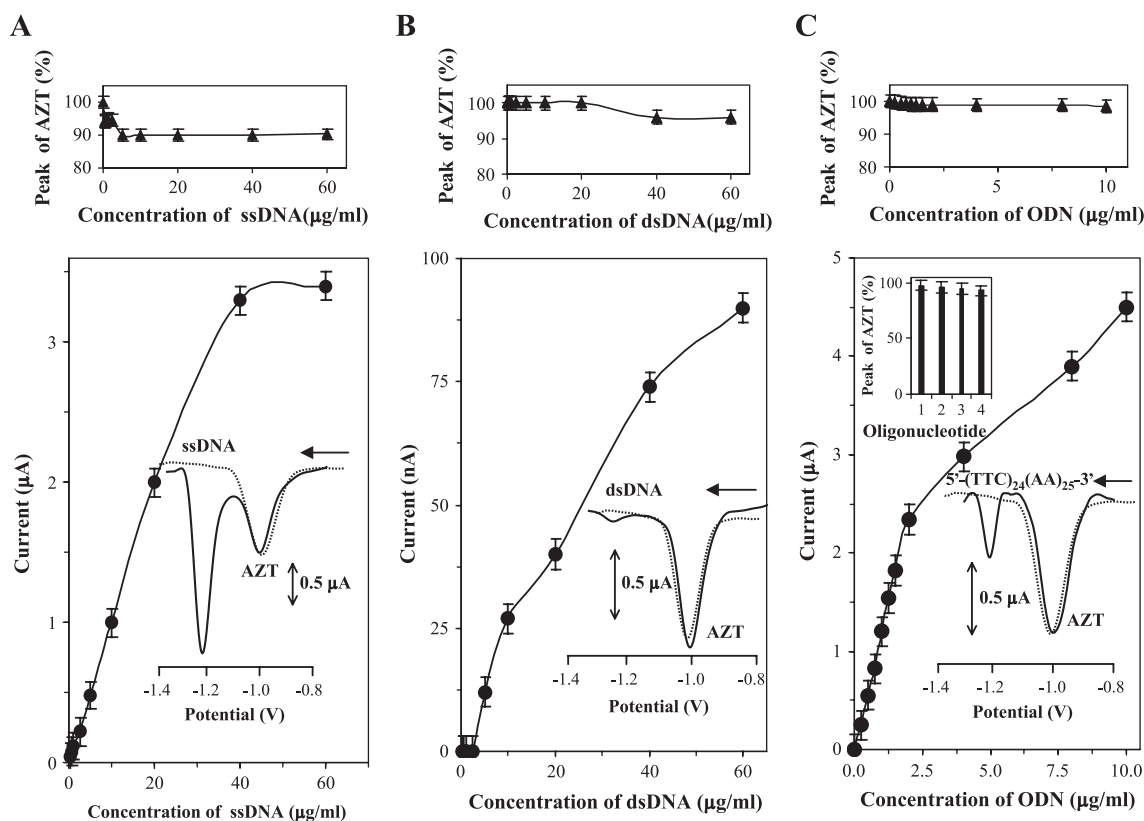 A
Peak of AZT (%)
100
90
80
0 20 40 60
Concentration of ssDNA(µg/ml)
B
Peak of AZT (%)
100
90
80
0 20 40 60
Concentration of dsDNA(µg/ml)
C
Peak of AZT (%)
100
90
80
0 5 10
Concentration of ODN (µg/ml)
Current (µA)
3
2
1
0
0 20 40 60
Concentration of ssDNA (µg/ml)
ssDNA
AZT
0.5 µA
-1.4 -1.2 -1.0 -0.8
Potential (V)
Current (nA)
100
75
50
25
0
0 20 40 60
Concentration of dsDNA (µg/ml)
dsDNA
0.5 µA
AZT
-1.4 -1.2 -1.0 -0.8
Potential (V)
Current (µA)
5
4
3
2
1
0
0.0 2.5 5.0 7.5 10.0
Concentration of ODN (µg/ml)
Peak of AZT (%)
100
50
0
1 2 3 4
Oligonucleotide
5'-(TTC)24(AA)25-3'
0.5 µA
AZT
-1.4 -1.2 -1.0 -0.8
Potential (V)